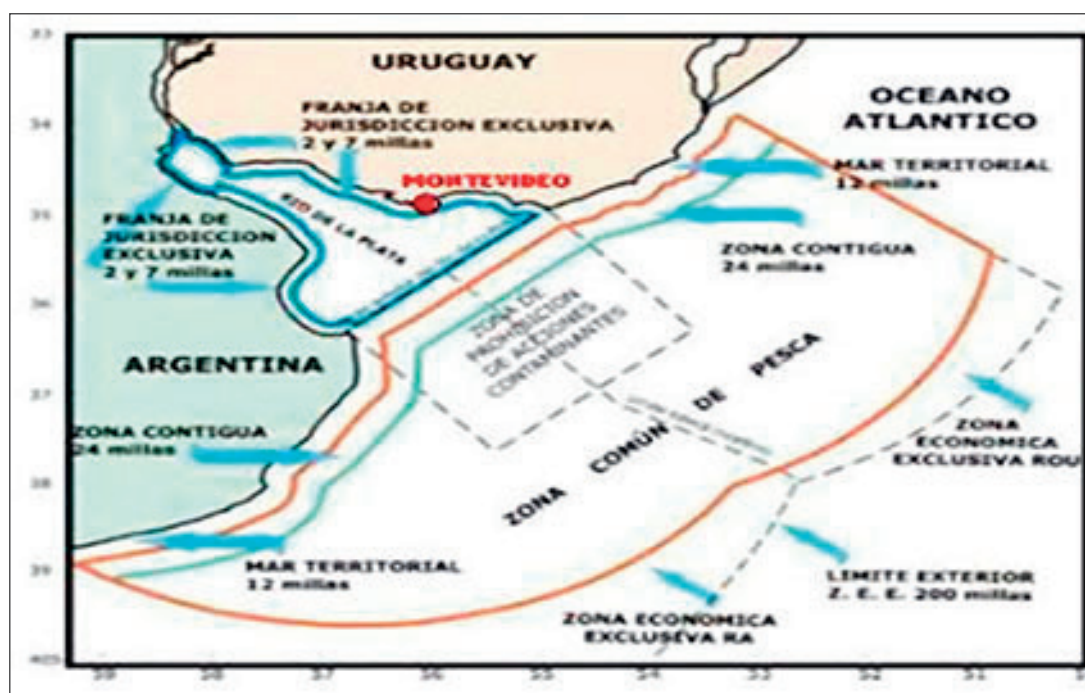 33
URUGUAY
OCEANO
ATLANTICO
FRANJA DE
JURISDICCION EXCLUSIVA
2 y 7 millas
34
MAR TERRITORIAL
12 millas
MONTEVIDEO
RIO DE LA PLATA
35
FRANJA DE
JURISDICCION
EXCLUSIVA
2 y 7 millas
ZONA CONTIGUA
24 millas
36
ZONA DE
PROHIBICION
DE ACCIONES
CONTAMINANTES
ARGENTINA
37
ZONA COMÚN DE PESCA
ZONA CONTIGUA
24 millas
ZONA
ECONOMICA
EXCLUSIVA ROU
38
MAR TERRITORIAL
12 millas
39
LIMITE EXTERIOR
Z. E. E. 200 millas
ZONA ECONOMICA
EXCLUSIVA RA
40S
59 58 57 56 55 54 53 52 51